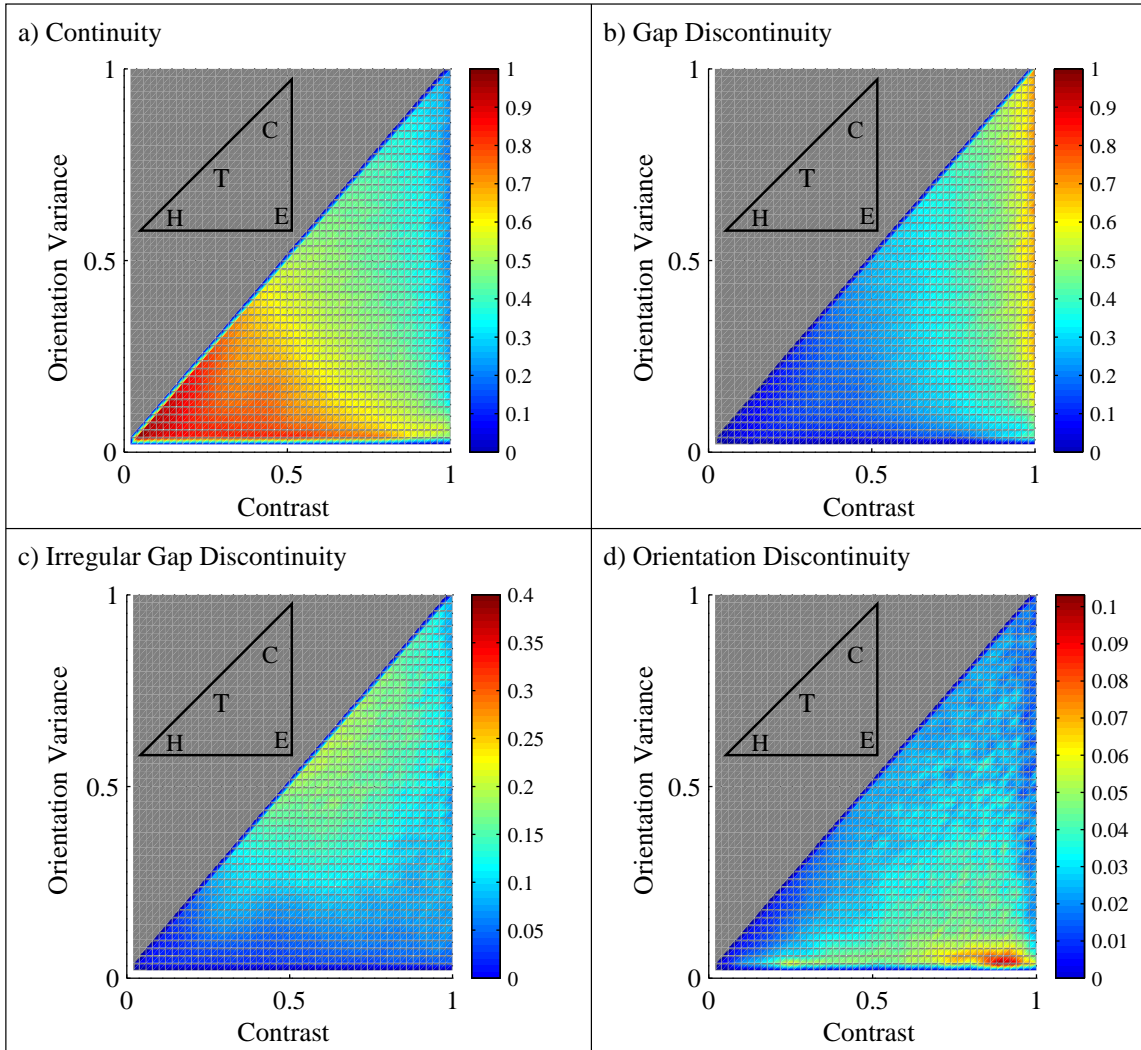 a) Continuity
1
0.5
0
Orientation Variance
C
T
H
E
0
0.5
1
Contrast
1
0.9
0.8
0.7
0.6
0.5
0.4
0.3
0.2
0.1
0
b) Gap Discontinuity
1
0.5
0
Orientation Variance
C
T
H
E
0
0.5
1
Contrast
1
0.9
0.8
0.7
0.6
0.5
0.4
0.3
0.2
0.1
0
c) Irregular Gap Discontinuity
1
0.5
0
Orientation Variance
C
T
H
E
0
0.5
1
Contrast
0.4
0.35
0.3
0.25
0.2
0.15
0.1
0.05
0
d) Orientation Discontinuity
1
0.5
0
Orientation Variance
C
T
H
E
0
0.5
1
Contrast
0.1
0.09
0.08
0.07
0.06
0.05
0.04
0.03
0.02
0.01
0